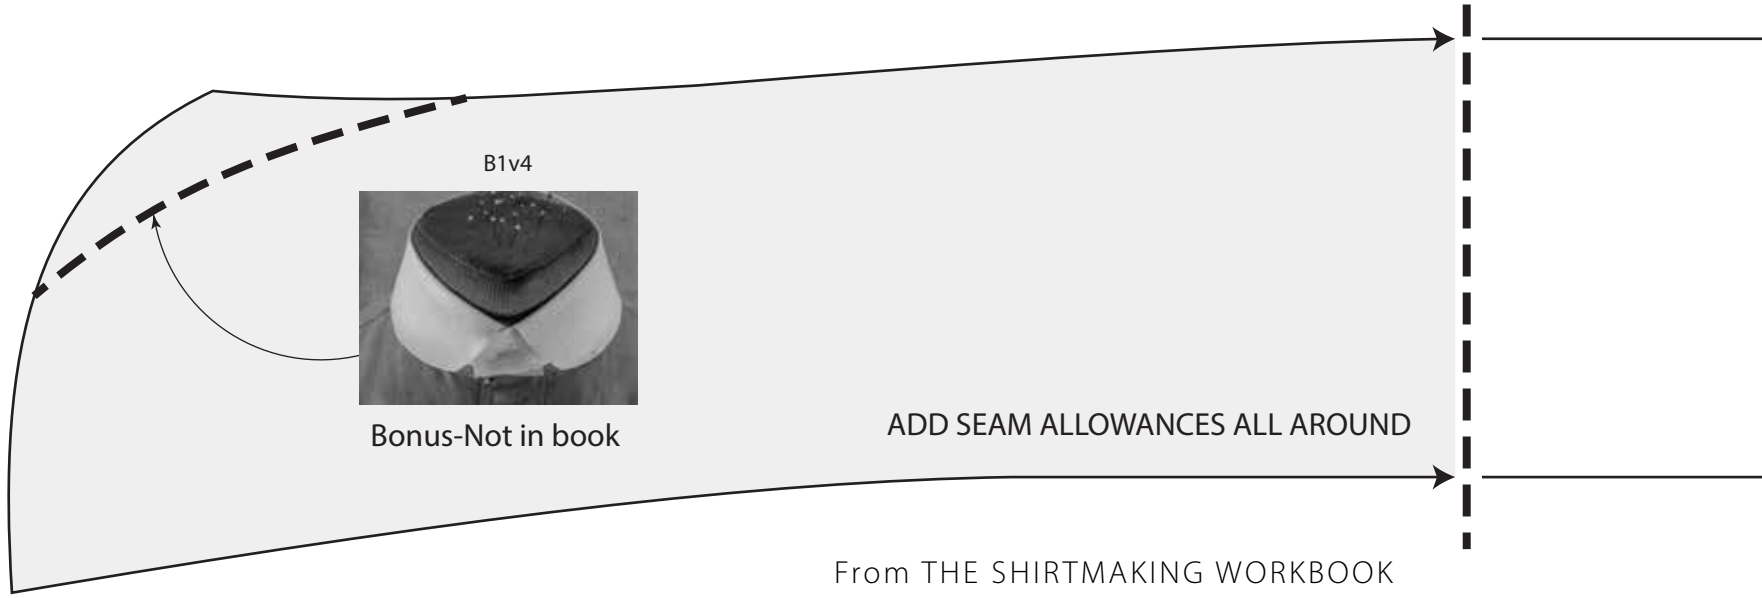 B1v4
Bonus-Not in book
ADD SEAM ALLOWANCES ALL AROUND
From THE SHIRTMAKING WORKBOOK